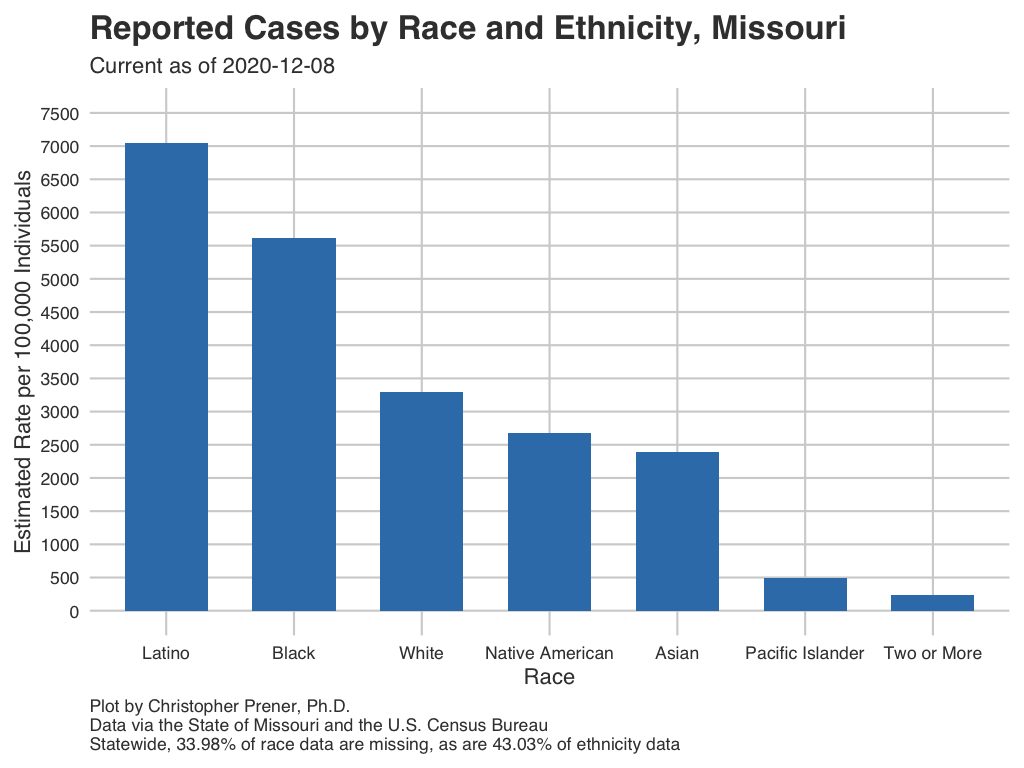 Reported Cases by Race and Ethnicity, Missouri
Current as of 2020-12-08
Estimated Rate per 100,000 Individuals
7500
7000
6500
6000
5500
5000
4500
4000
3500
3000
2500
2000
1500
1000
500
0
Latino Black White Native American Asian Pacific Islander Two or More
Race
Plot by Christopher Prener, Ph.D.
Data via the State of Missouri and the U.S. Census Bureau
Statewide, 33.98% of race data are missing, as are 43.03% of ethnicity data